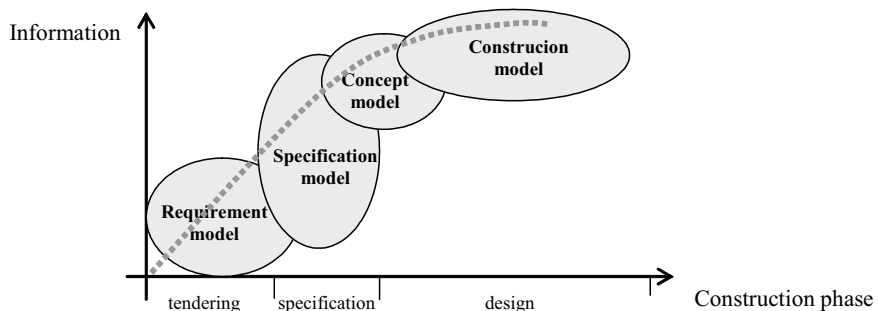 Information
Construcion
model
Concept
model
Specification
model
Requirement
model
tendering
specification
design
Construction phase